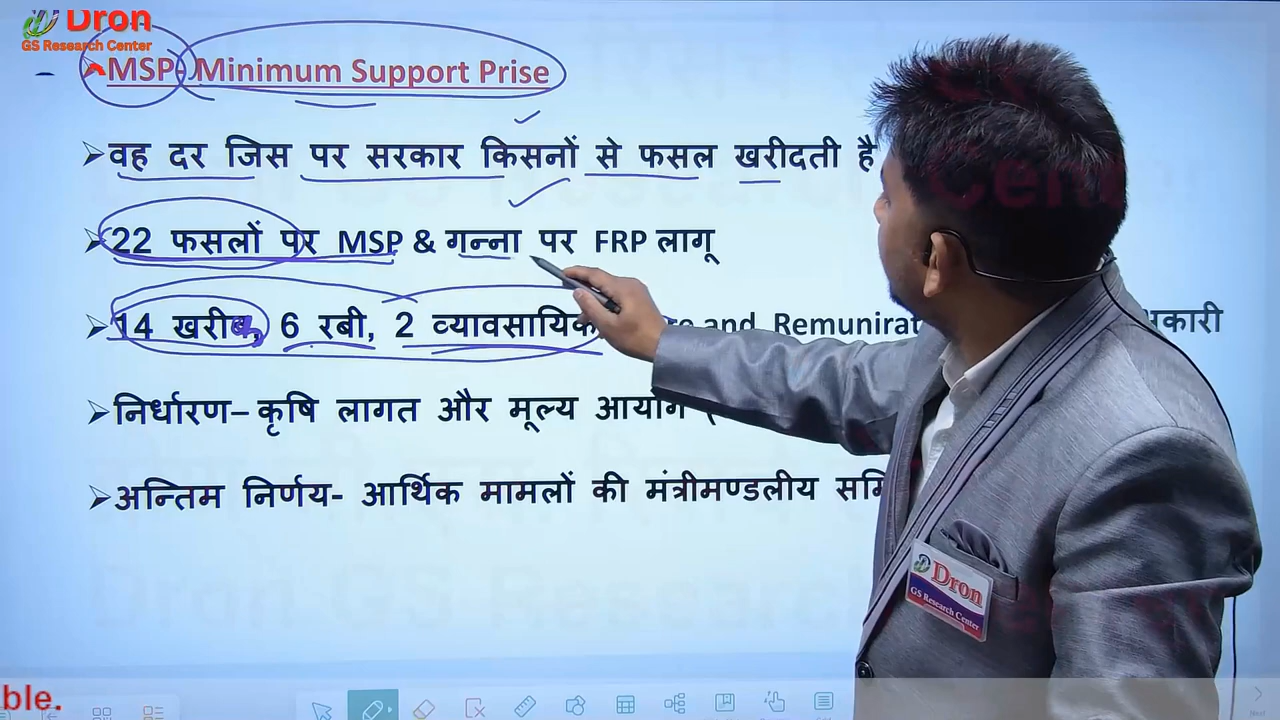 Dron
GS Research Center
MSP- Minimum Support Prise
वह दर जिस पर सरकार किसनों से फसल खरीदती है
22 फसलों पर MSP & गन्ना पर FRP लागू
14 खरीफ, 6 रबी, 2 व्यावसायिक and Remunirat
निर्धारण– कृषि लागत और मूल्य आयोग (
अन्तिम निर्णय- आर्थिक मामलों की मंत्रीमण्डलीय
Dron
GS Research Center
ble.
Next